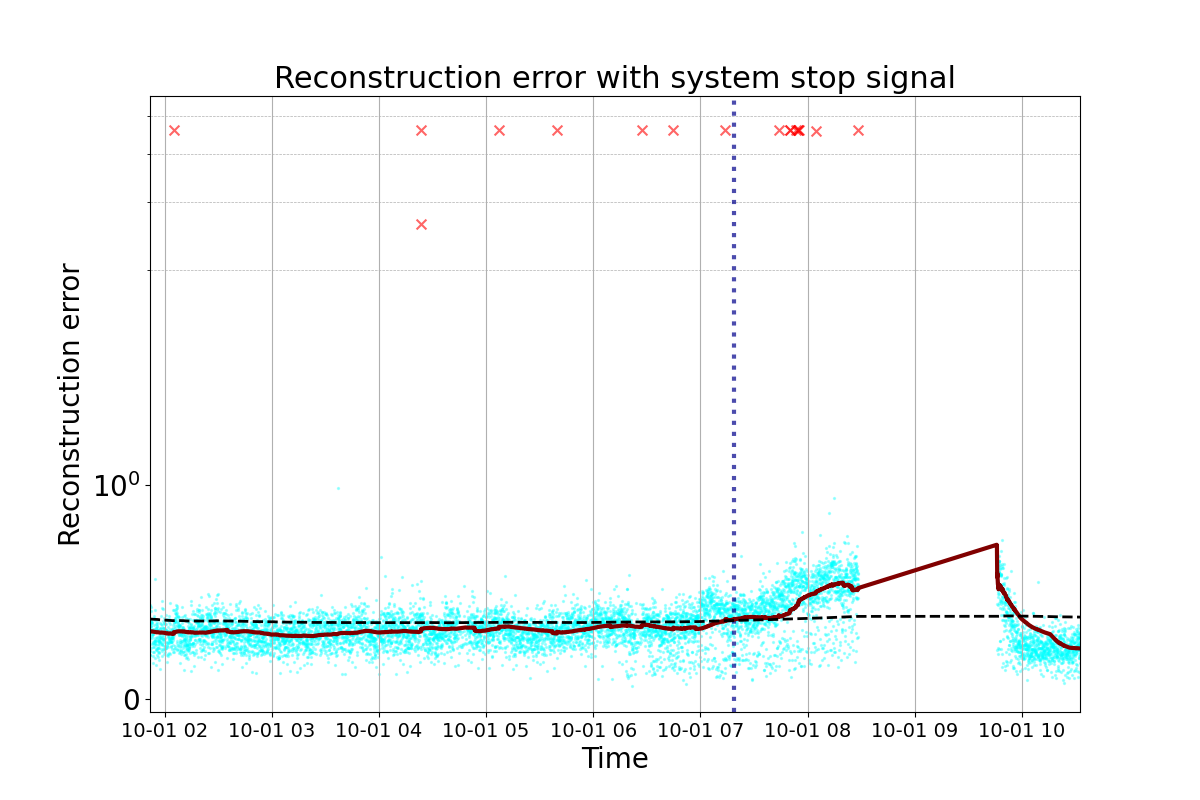 Reconstruction error with system stop signal
Reconstruction error
10⁰
0
10-01 02 10-01 03 10-01 04 10-01 05 10-01 06 10-01 07 10-01 08 10-01 09 10-01 10
Time